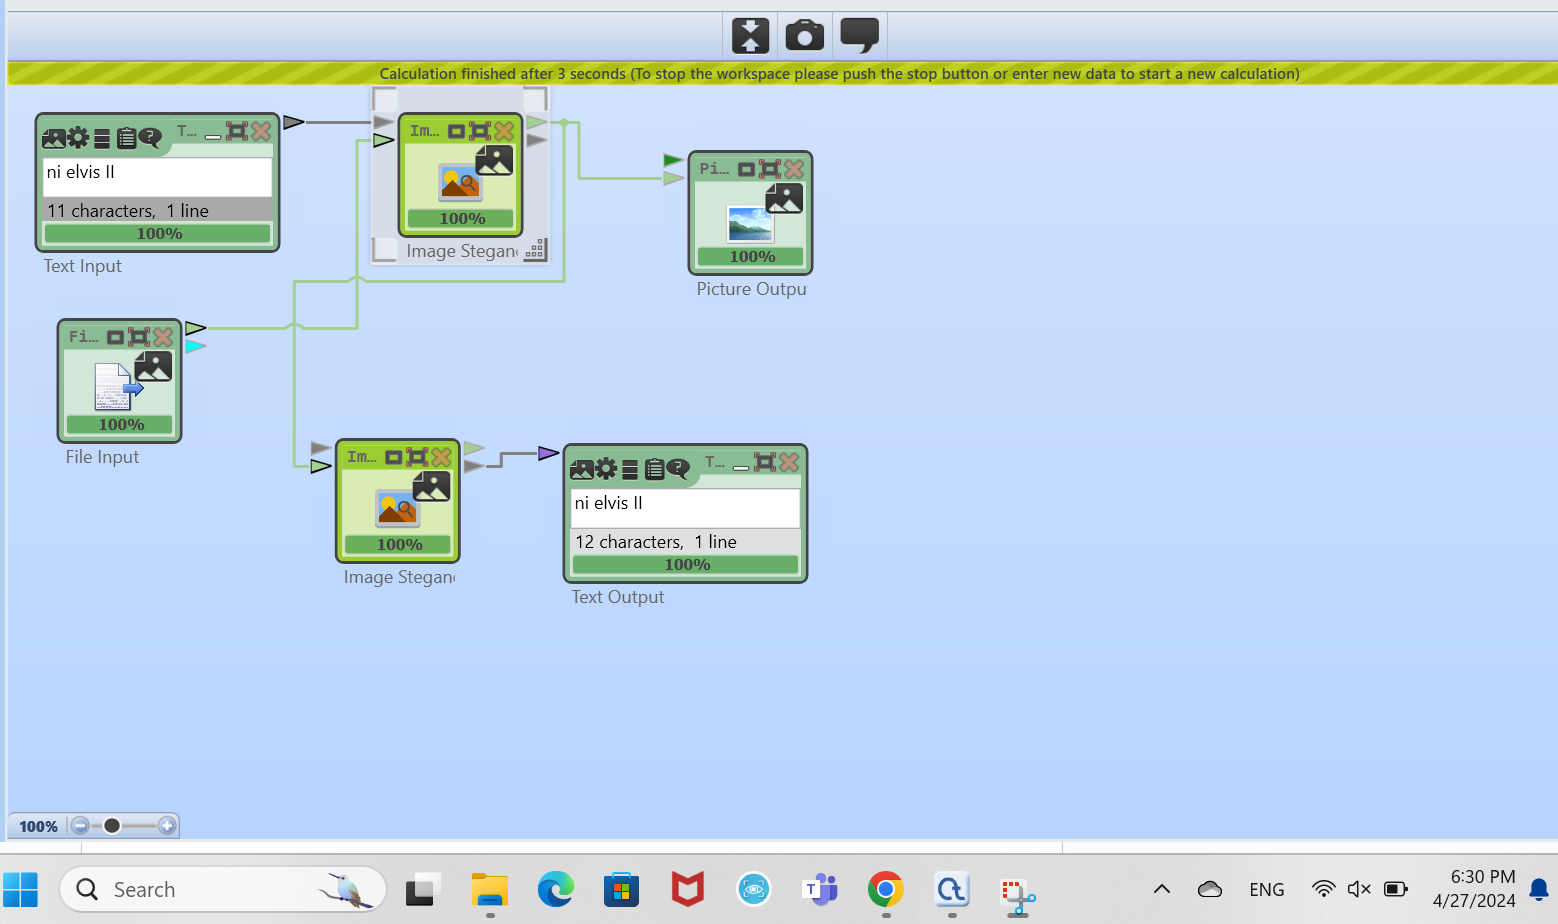 Calculation finished after 3 seconds (To stop the workspace please push the stop button or enter new data to start a new calculation)
T...
ni elvis II
11 characters,  1 line
100%
Text Input
Im...
100%
Image Stegan
Pi...
100%
Picture Outpu
Fi...
100%
File Input
Im...
100%
Image Stegan
T...
ni elvis II
12 characters,  1 line
100%
Text Output
100%
Search
ENG
6:30 PM
4/27/2024